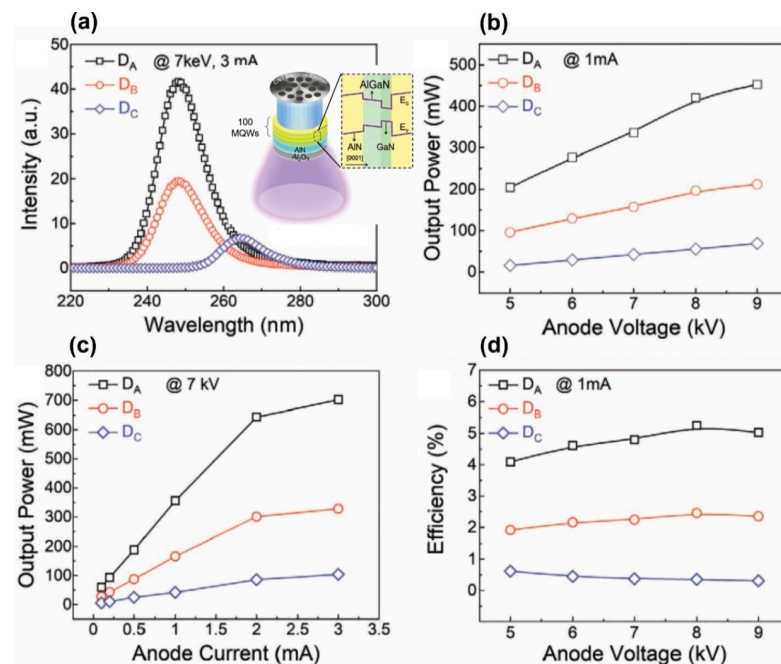 (a)
D_A @ 7keV, 3 mA
D_B
D_C
100
MQWs
AlN
Al₂O₃
AlGaN
E_c
E_v
AlN
GaN
[0001]
Intensity (a.u.)
50
40
30
20
10
0
220 240 260 280 300
Wavelength (nm)
(b)
D_A @ 1mA
D_B
D_C
Output Power (mW)
500
400
300
200
100
0
5 6 7 8 9
Anode Voltage (kV)
(c)
D_A @ 7 kV
D_B
D_C
Output Power (mW)
800
700
600
500
400
300
200
100
0
0 0.5 1.0 1.5 2.0 2.5 3.0 3.5
Anode Current (mA)
(d)
D_A @ 1mA
D_B
D_C
Efficiency (%)
7
6
5
4
3
2
1
0
5 6 7 8 9
Anode Voltage (kV)